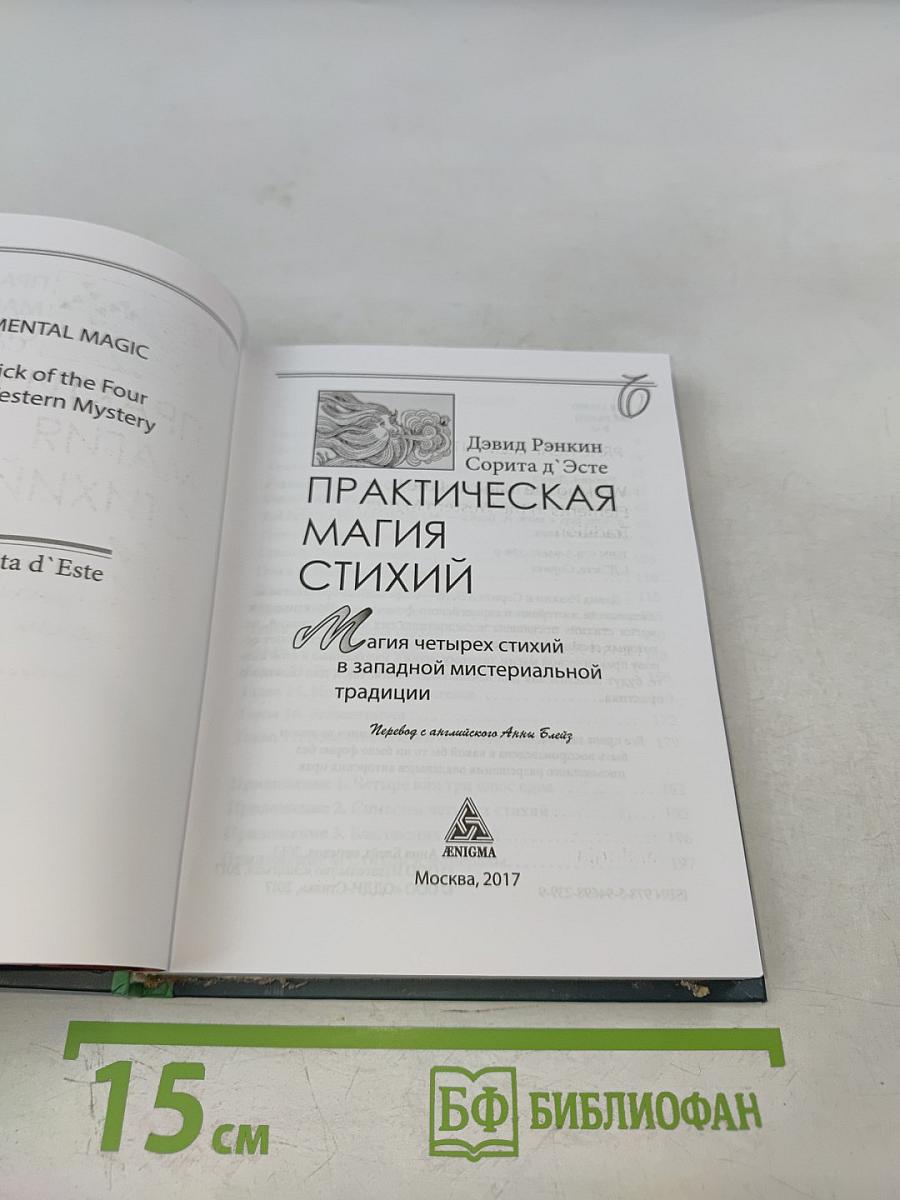 MENTAL MAGIC
ick of the Four
estern Mystery
ta d`Este
Дэвид Рэнкин
Сорита д`Эсте
ПРАКТИЧЕСКАЯ
МАГИЯ
СТИХИЙ
Магия четырех стихий
в западной мистериальной
традиции
Перевод с английского Анны Блейз
ÆNIGMA
Москва, 2017
15 см
БФ БИБЛИОФАН